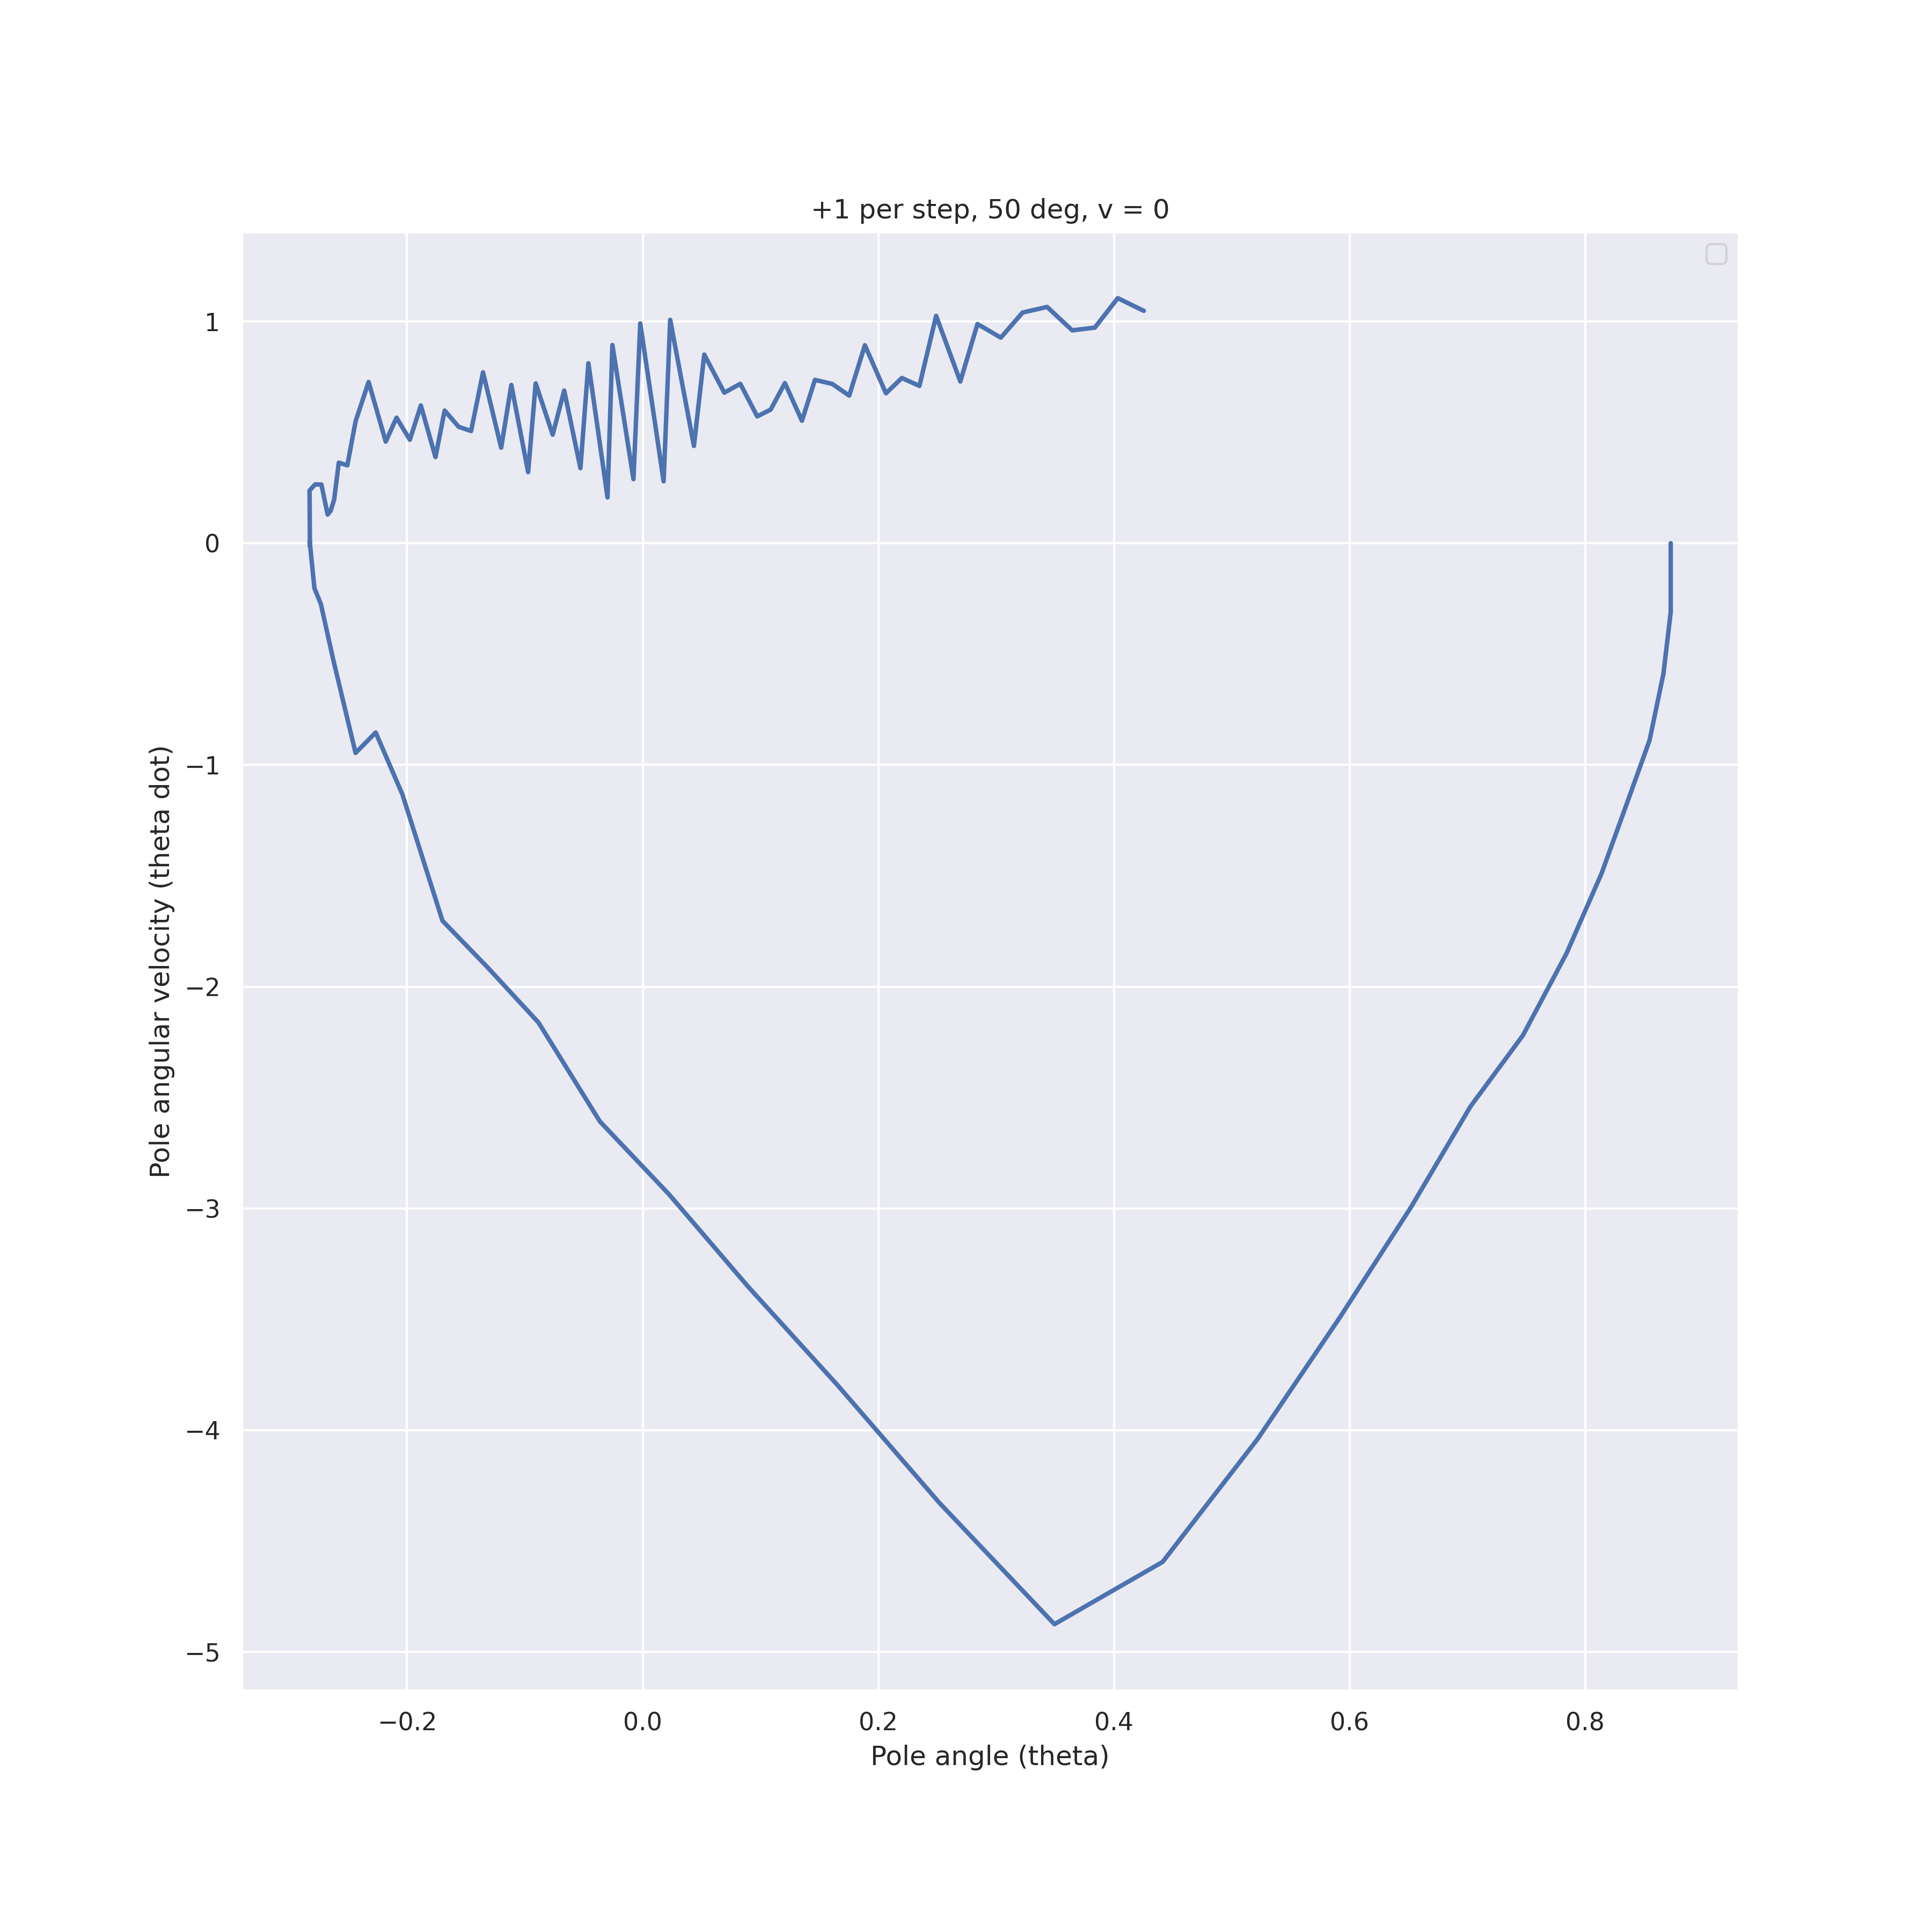 +1 per step, 50 deg, v = 0
1
0
−1
−2
−3
−4
−5
Pole angular velocity (theta dot)
−0.2 0.0 0.2 0.4 0.6 0.8
Pole angle (theta)